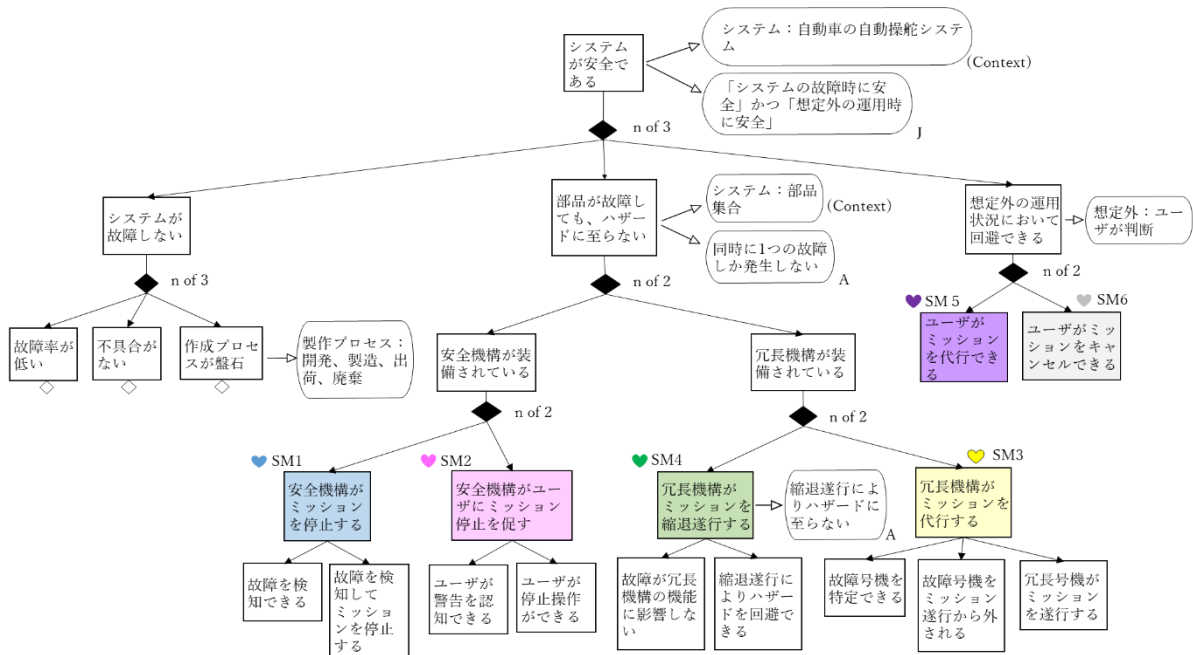 システム
が安全で
ある
システム：自動車の自動操舵システ
ム
(Context)
「システムの故障時に安
全」かつ「想定外の運用時
に安全」
J
n of 3
システムが
故障しない
部品が故障し
ても、ハザー
ドに至らない
システム：部品
集合
(Context)
同時に1つの故障
しか発生しない
A
想定外の運用
状況において
回避できる
想定外：ユー
ザが判断
n of 3
n of 2
n of 2
故障率が
低い
不具合が
ない
作成プロセ
スが盤石
製作プロセス：
開発、製造、出
荷、廃棄
安全機構が装
備されている
冗長機構が装
備されている
SM 5
ユーザが
ミッション
を代行でき
る
SM6
ユーザがミッ
ションをキャ
ンセルできる
n of 2
n of 2
SM1
安全機構が
ミッション
を停止する
SM2
安全機構がユー
ザにミッション
停止を促す
SM4
冗長機構が
ミッションを
縮退遂行する
縮退遂行によ
りハザードに
至らない
A
SM3
冗長機構が
ミッションを
代行する
故障を検
知できる
故障を検
知して
ミッショ
ンを停止
する
ユーザが
警告を認
知できる
ユーザが
停止操作
ができる
故障が冗長
機構の機能
に影響しな
い
縮退遂行に
よりハザー
ドを回避で
きる
故障号機を
特定できる
故障号機を
ミッション
遂行から外
される
冗長号機がミ
ッションを遂
行する